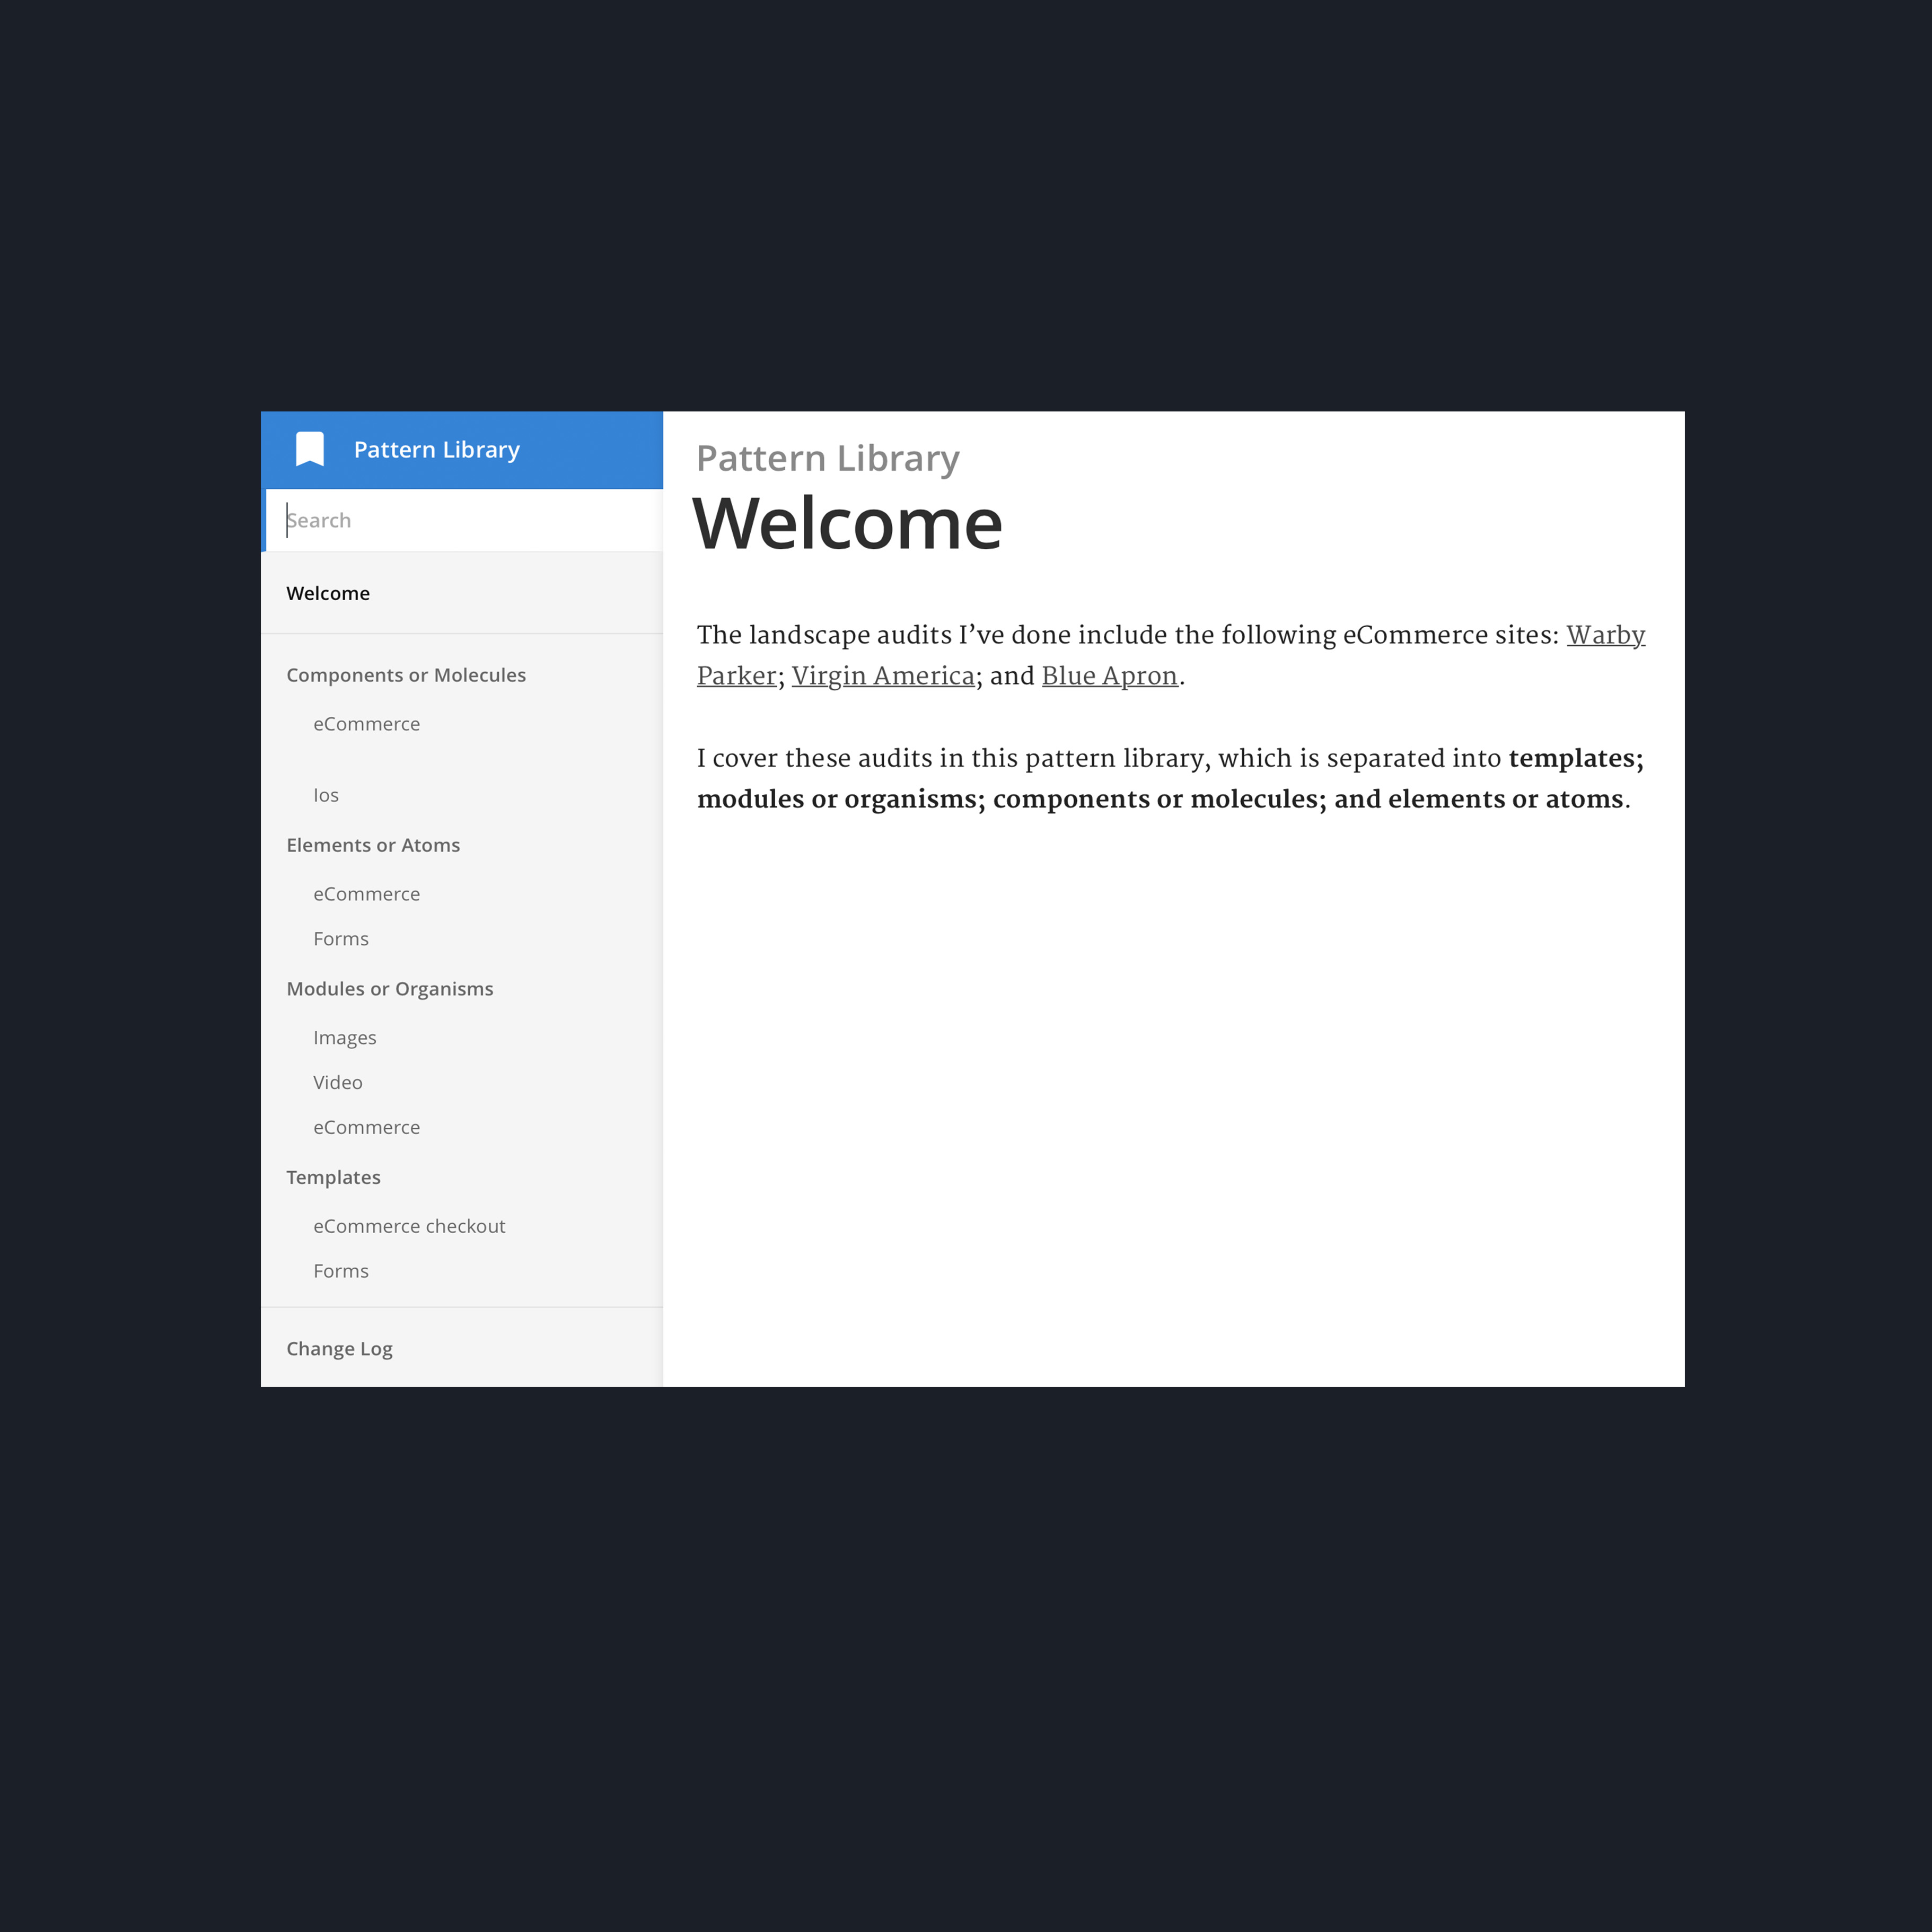 Pattern Library
Search
Welcome
Components or Molecules
eCommerce
Ios
Elements or Atoms
eCommerce
Forms
Modules or Organisms
Images
Video
eCommerce
Templates
eCommerce checkout
Forms
Change Log
Pattern Library
Welcome
The landscape audits I’ve done include the following eCommerce sites: Warby
Parker; Virgin America; and Blue Apron.
I cover these audits in this pattern library, which is separated into templates;
modules or organisms; components or molecules; and elements or atoms.